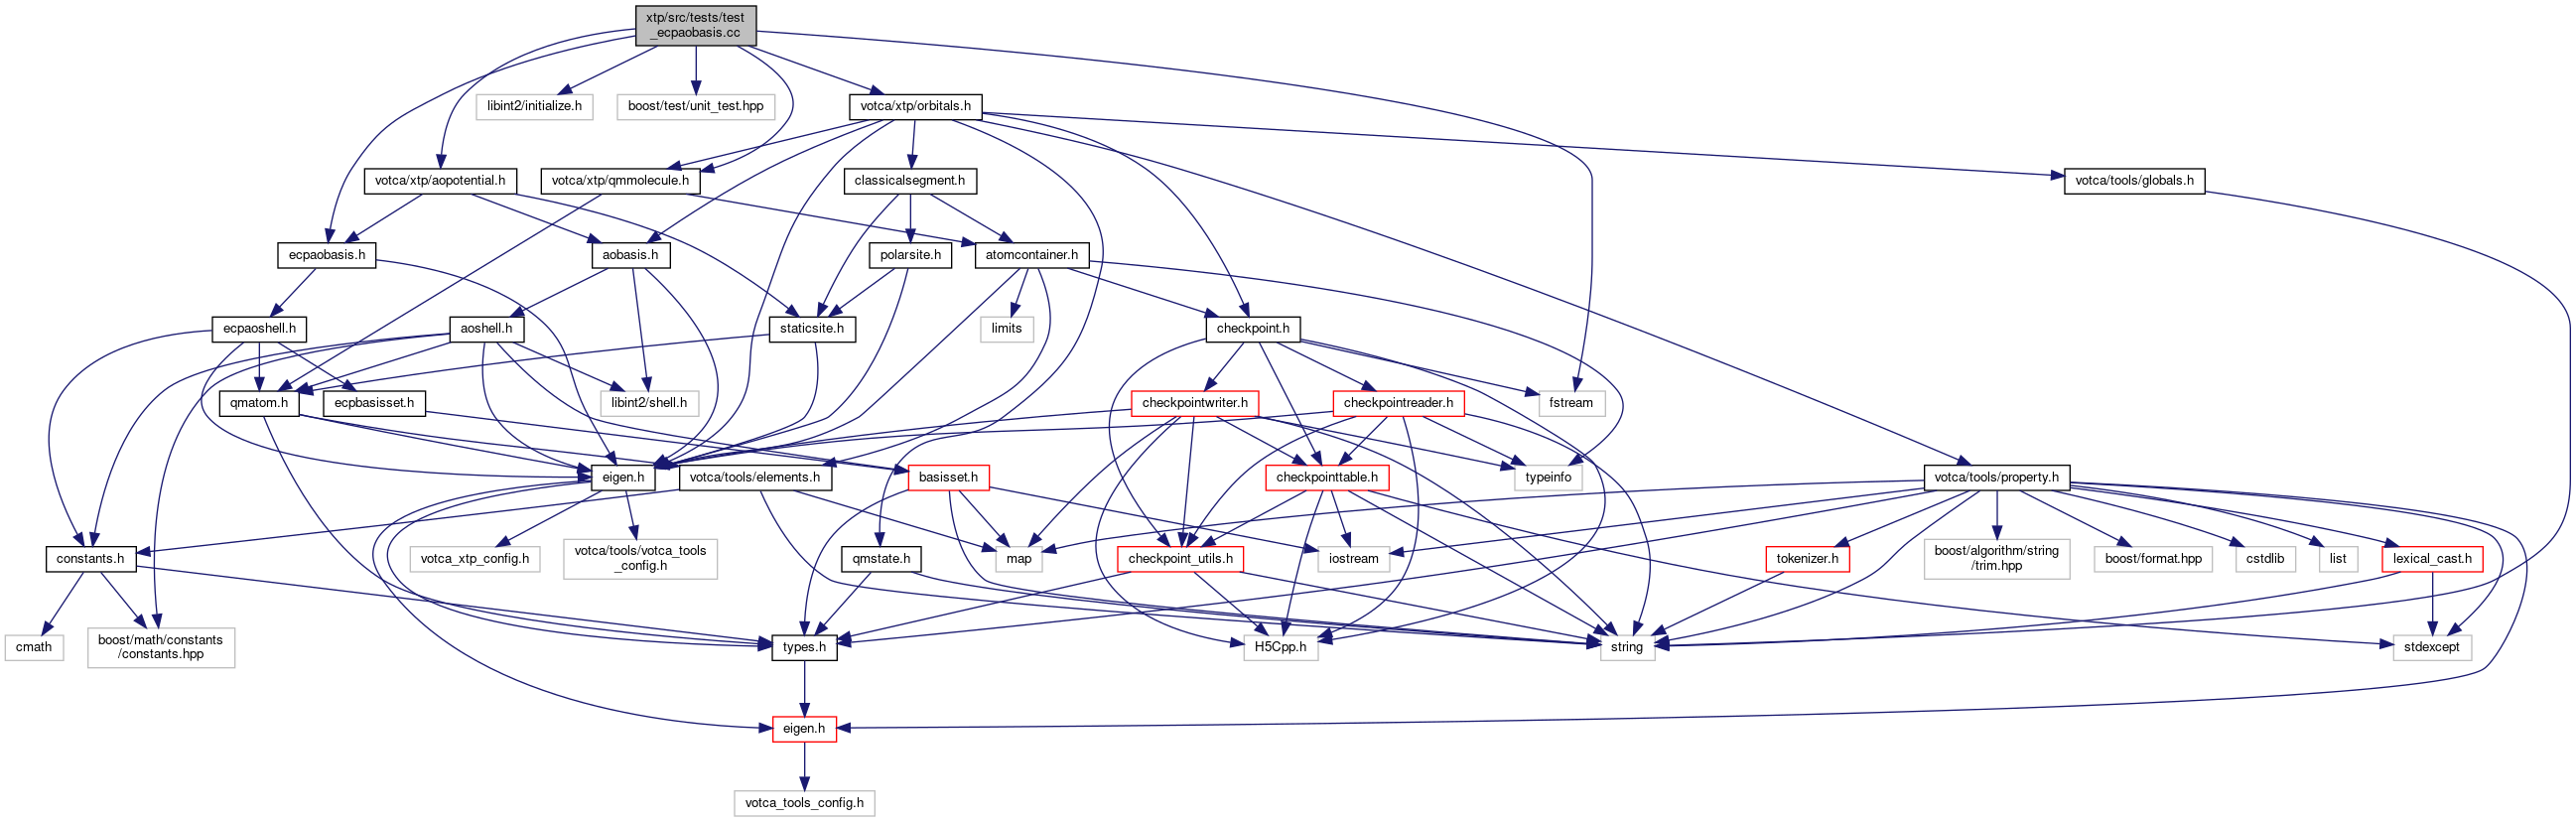 xtp/src/tests/test
_ecpaobasis.cc
libint2/initialize.h
boost/test/unit_test.hpp
votca/xtp/orbitals.h
votca/xtp/aopotential.h
votca/xtp/qmmolecule.h
classicalsegment.h
votca/tools/globals.h
ecpaobasis.h
aobasis.h
polarsite.h
atomcontainer.h
ecpaoshell.h
aoshell.h
staticsite.h
limits
checkpoint.h
qmatom.h
ecpbasisset.h
libint2/shell.h
checkpointwriter.h
checkpointreader.h
fstream
eigen.h
votca/tools/elements.h
basisset.h
checkpointtable.h
typeinfo
votca/tools/property.h
constants.h
votca_xtp_config.h
votca/tools/votca_tools
_config.h
qmstate.h
map
checkpoint_utils.h
iostream
tokenizer.h
boost/algorithm/string
/trim.hpp
boost/format.hpp
cstdlib
list
lexical_cast.h
cmath
boost/math/constants
/constants.hpp
types.h
H5Cpp.h
string
stdexcept
eigen.h
votca_tools_config.h